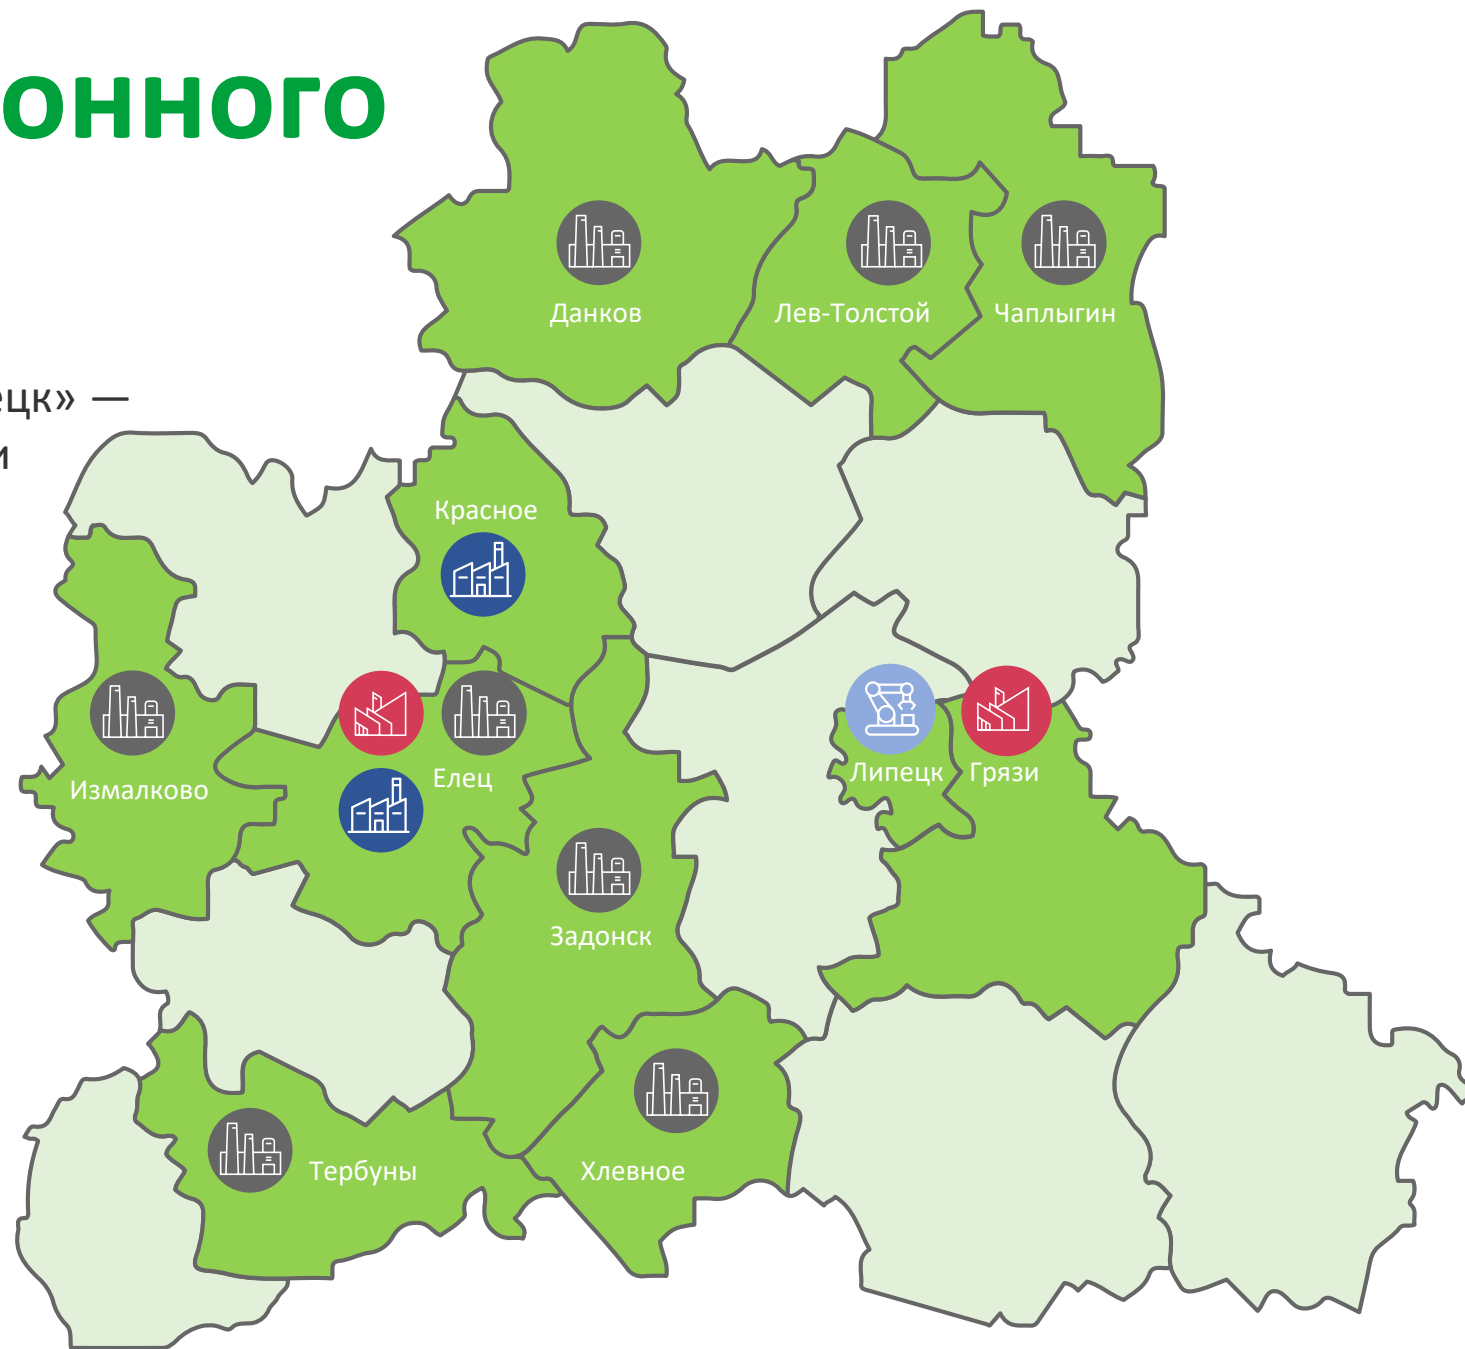 онного
ецк» —
и
Данков
Лев-Толстой
Чаплыгин
Красное
Измалково
Елец
Липецк
Грязи
Задонск
Тербуны
Хлевное